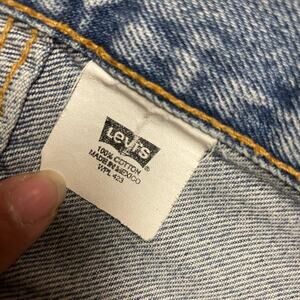 Levi's
100% COTTON
MADE IN MEXICO
WPL 423